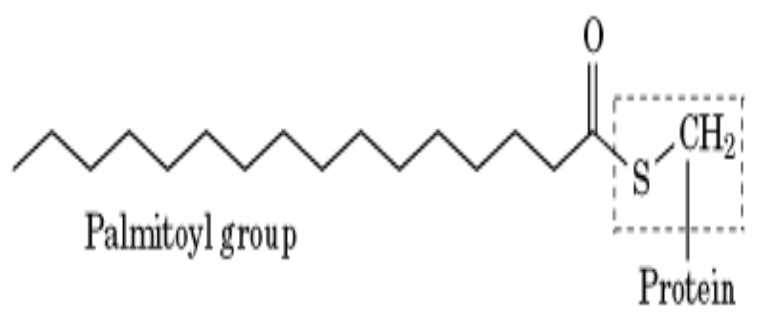 O
CH₂
S
Palmitoyl group
Protein